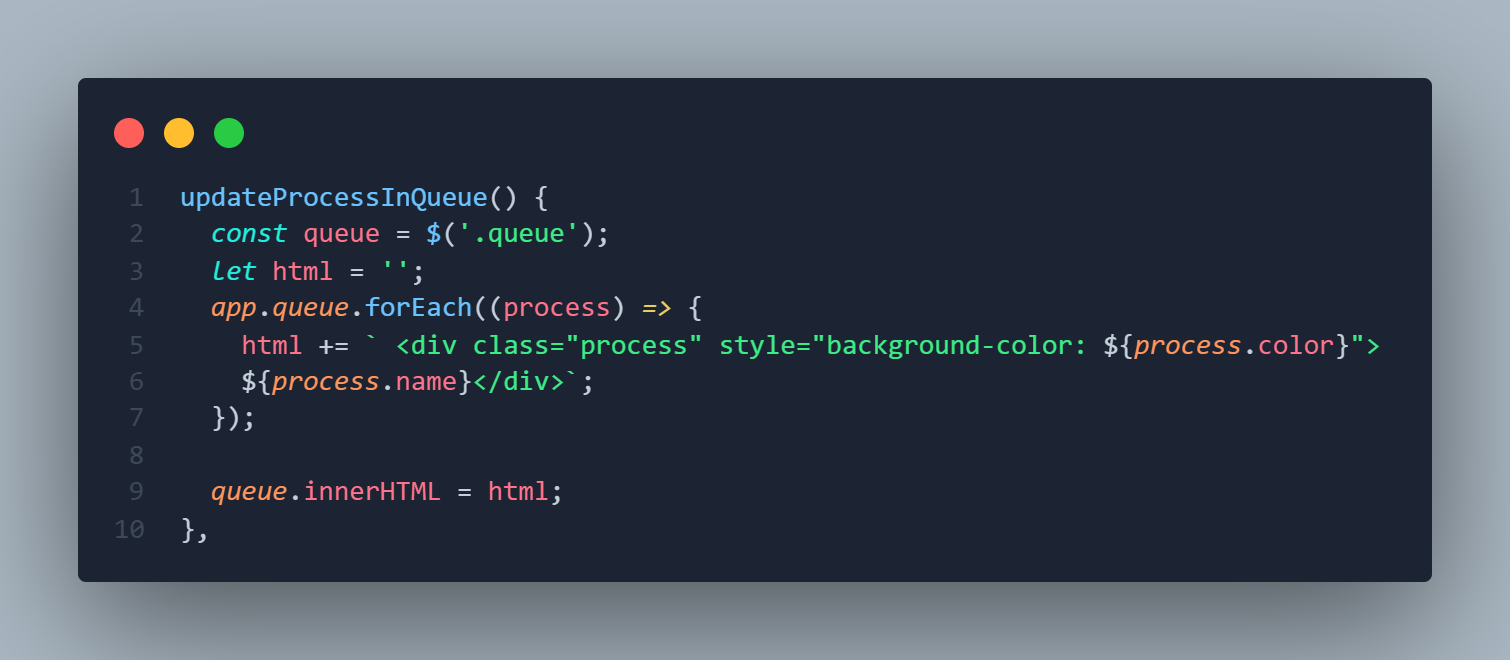 1 updateProcessInQueue() {
2   const queue = $('.queue');
3   let html = '';
4   app.queue.forEach((process) => {
5     html += ` <div class="process" style="background-color: ${process.color}">
6     ${process.name}</div>`;
7   });
8
9   queue.innerHTML = html;
10 },